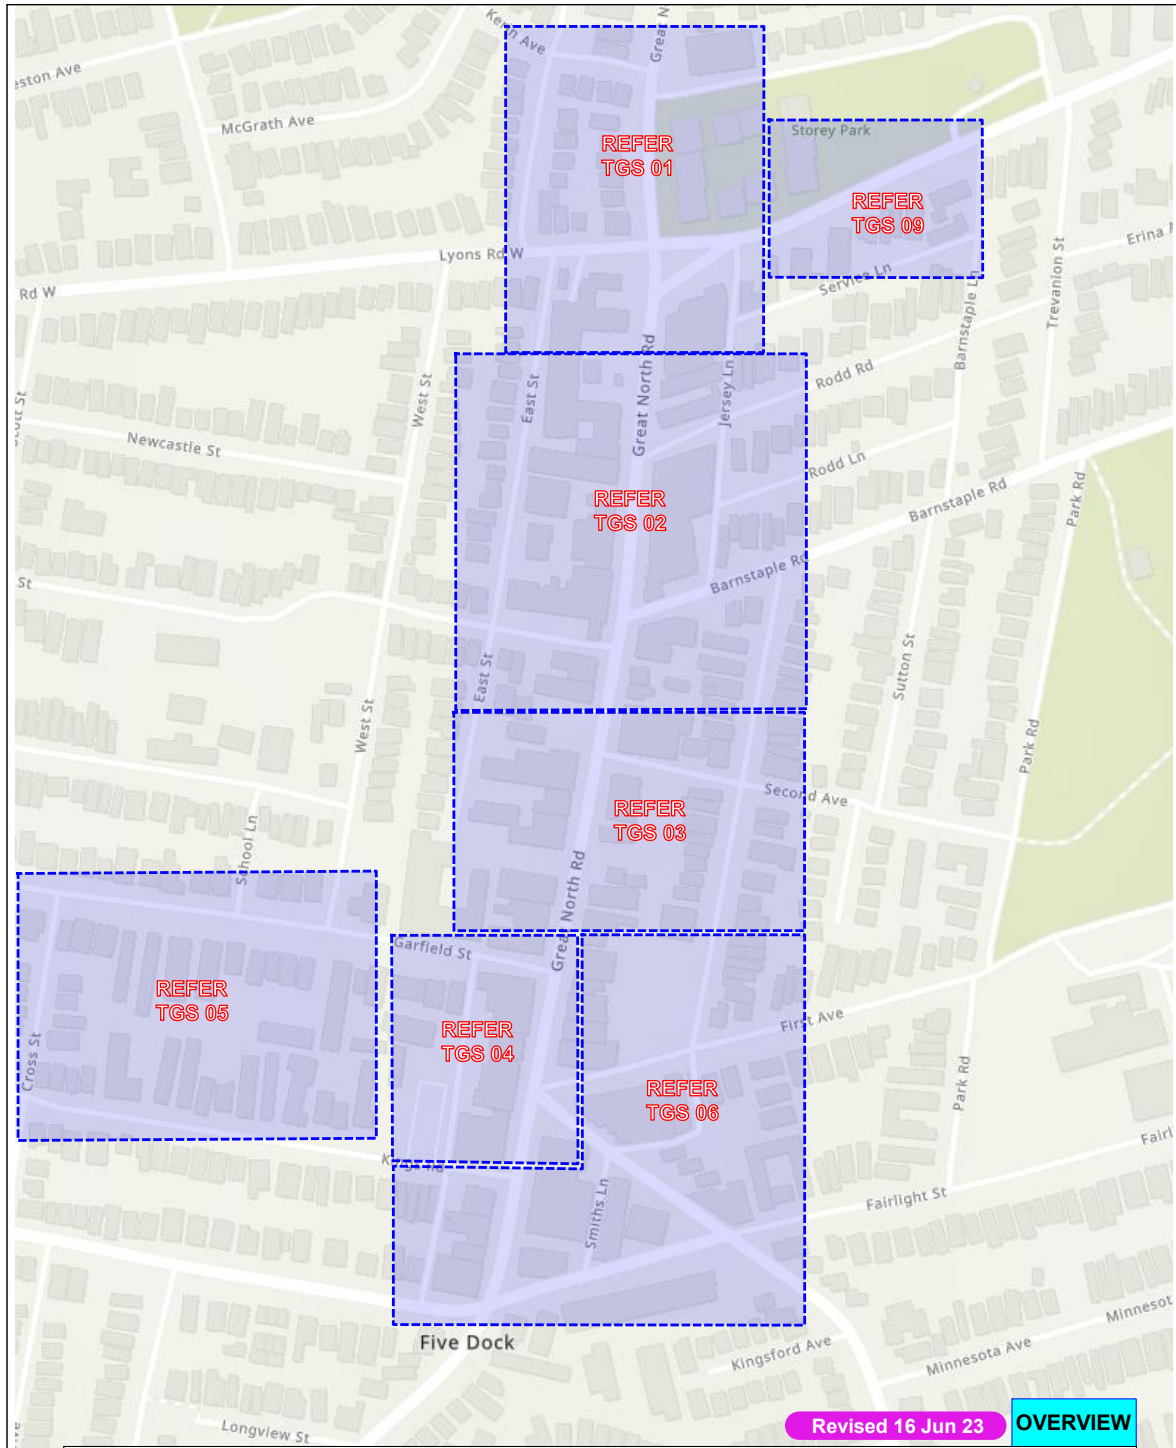 Kerin Ave
Great N
eston Ave
McGrath Ave
Storey Park
REFER
TGS 01
REFER
TGS 09
Erina A
Lyons Rd W
Rd W
Service Ln
Trevanion St
Barnstaple Ln
Great North Rd
East St
West St
Jersey Ln
Rodd Rd
Newcastle St
Rodd Ln
REFER
TGS 02
Barnstaple Rd
Park Rd
St
Barnstaple Rd
East St
Sutton St
West St
Park Rd
Second Ave
REFER
TGS 03
School Ln
Great North Rd
Garfield St
REFER
TGS 05
REFER
TGS 04
First Ave
Cross St
REFER
TGS 06
Park Rd
Fairl
Kings Rd
Fairlight St
Smiths Ln
Minnesot
Five Dock
Kingsford Ave
Minnesota Ave
Longview St
Revised 16 Jun 23
OVERVIEW